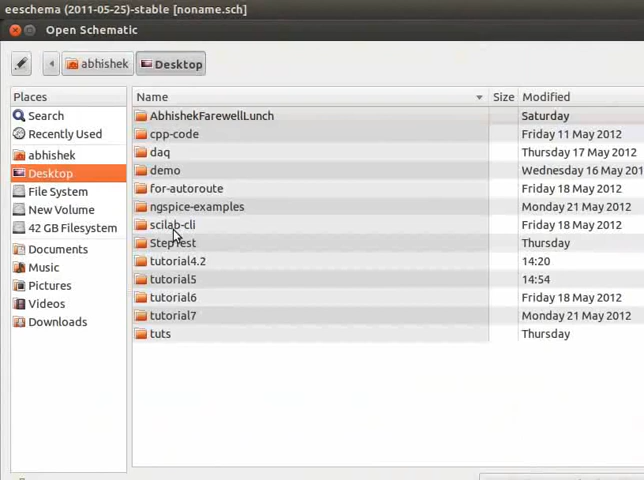 eeschema (2011-05-25)-stable [noname.sch]
Open Schematic
abhishek Desktop
Places Name Size Modified
Search AbhishekFarewellLunch Saturday
Recently Used cpp-code Friday 11 May 2012
abhishek daq Thursday 17 May 2012
Desktop demo Wednesday 16 May 201
File System for-autoroute Friday 18 May 2012
New Volume ngspice-examples Monday 21 May 2012
42 GB Filesystem scilab-cli Friday 18 May 2012
Documents StepTest Thursday
Music tutorial4.2 14:20
Pictures tutorial5 14:54
Videos tutorial6 Friday 18 May 2012
Downloads tutorial7 Monday 21 May 2012
tuts Thursday